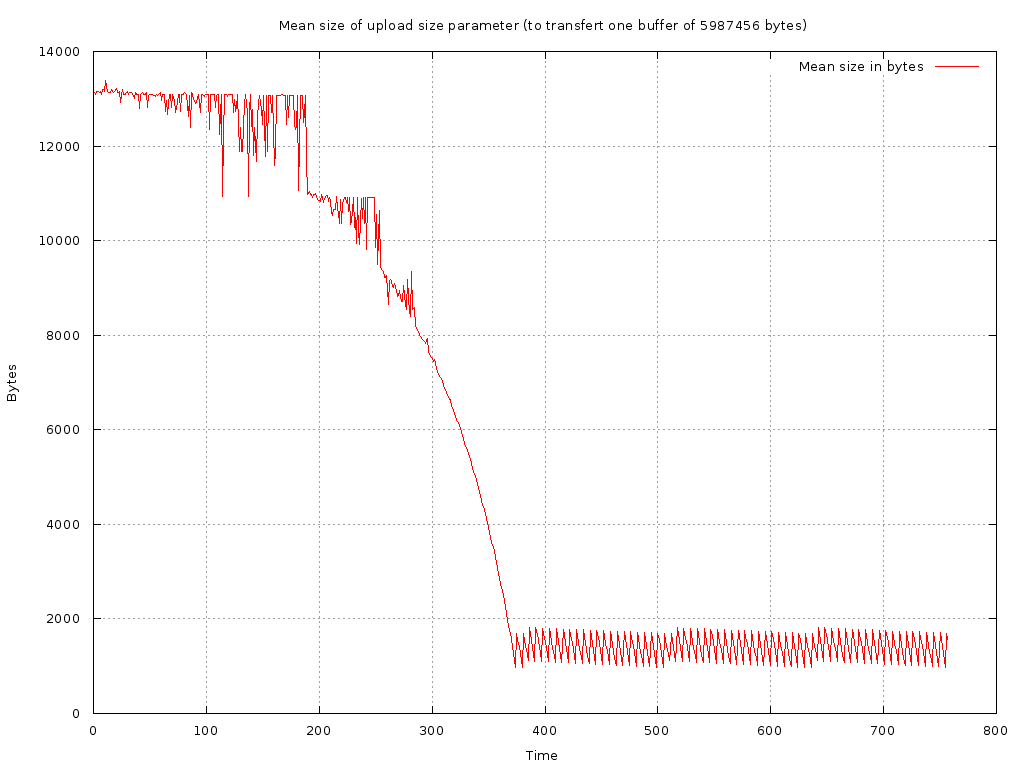 Mean size of upload size parameter (to transfert one buffer of 5987456 bytes)
14000
Mean size in bytes
12000
10000
8000
Bytes
6000
4000
2000
0
0 100 200 300 400 500 600 700 800
Time